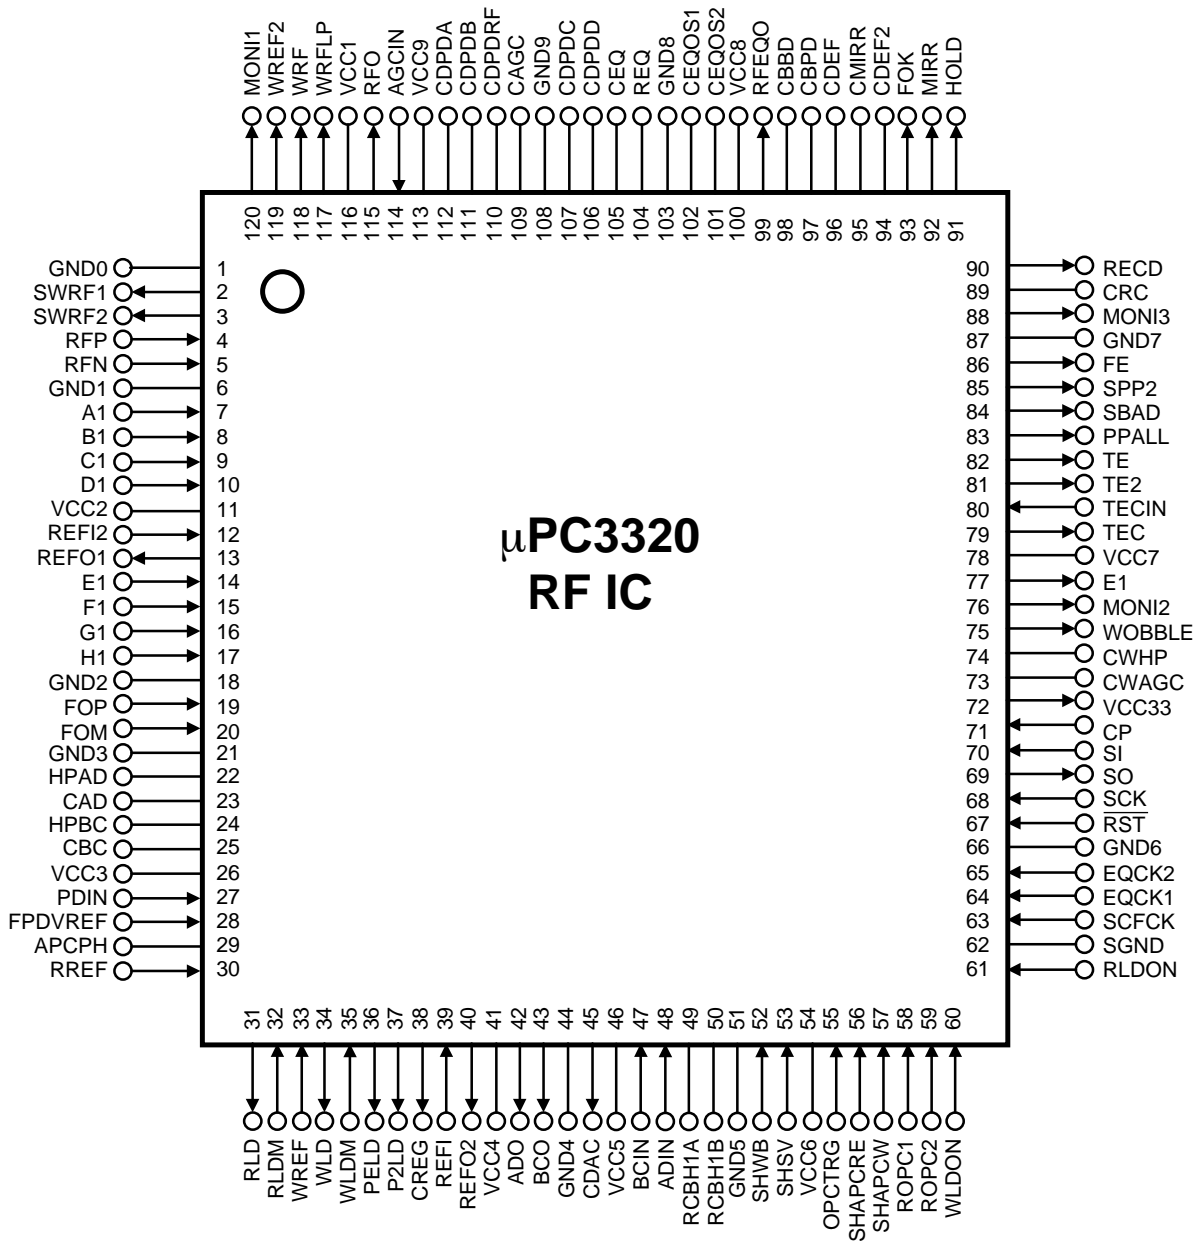 MONI1
WREF2
WRF
WRFLP
VCC1
RFO
AGCIN
VCC9
CDPDA
CDPDB
CDPDRF
CAGC
GND9
CDPDC
CDPDD
CEQ
REQ
GND8
CEQOS1
CEQOS2
VCC8
RFEQO
CBBD
CBPD
CDEF
CMIRR
CDEF2
FOK
MIRR
HOLD
120
119
118
117
116
115
114
113
112
111
110
109
108
107
106
105
104
103
102
101
100
99
98
97
96
95
94
93
92
91
GND0 1
SWRF1 2
SWRF2 3
RFP 4
RFN 5
GND1 6
A1 7
B1 8
C1 9
D1 10
VCC2 11
REFI2 12
REFO1 13
E1 14
F1 15
G1 16
H1 17
GND2 18
FOP 19
FOM 20
GND3 21
HPAD 22
CAD 23
HPBC 24
CBC 25
VCC3 26
PDIN 27
FPDVREF 28
APCPH 29
RREF 30
µPC3320
RF IC
90 RECD
89 CRC
88 MONI3
87 GND7
86 FE
85 SPP2
84 SBAD
83 PPALL
82 TE
81 TE2
80 TECIN
79 TEC
78 VCC7
77 E1
76 MONI2
75 WOBBLE
74 CWHP
73 CWAGC
72 VCC33
71 CP
70 SI
69 SO
68 SCK
67 RST
66 GND6
65 EQCK2
64 EQCK1
63 SCFCK
62 SGND
61 RLDON
31
32
33
34
35
36
37
38
39
40
41
42
43
44
45
46
47
48
49
50
51
52
53
54
55
56
57
58
59
60
RLD
RLDM
WREF
WLD
WLDM
PELD
P2LD
CREG
REFI
REFO2
VCC4
ADO
BCO
GND4
CDAC
VCC5
BCIN
ADIN
RCBH1A
RCBH1B
GND5
SHWB
SHSV
VCC6
OPCTRG
SHAPCRE
SHAPCW
ROPC1
ROPC2
WLDON